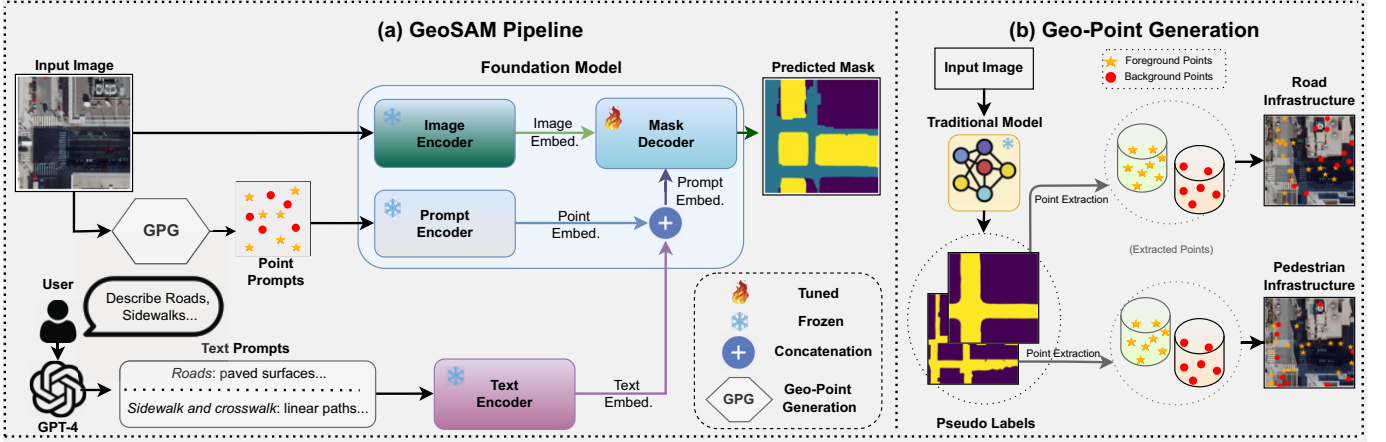 (a) GeoSAM Pipeline
Input Image
Foundation Model
Predicted Mask
Image
Encoder
Image
Embed.
Mask
Decoder
Prompt
Embed.
GPG
Point
Prompts
Prompt
Encoder
Point
Embed.
+
User
Describe Roads,
Sidewalks...
GPT-4
Text Prompts
Roads: paved surfaces...
Sidewalk and crosswalk: linear paths...
Text
Encoder
Text
Embed.
Tuned
Frozen
+
Concatenation
GPG
Geo-Point
Generation
(b) Geo-Point Generation
Input Image
Foreground Points
Background Points
Traditional Model
Road
Infrastructure
Point Extraction
(Extracted Points)
Pedestrian
Infrastructure
Point Extraction
Pseudo Labels